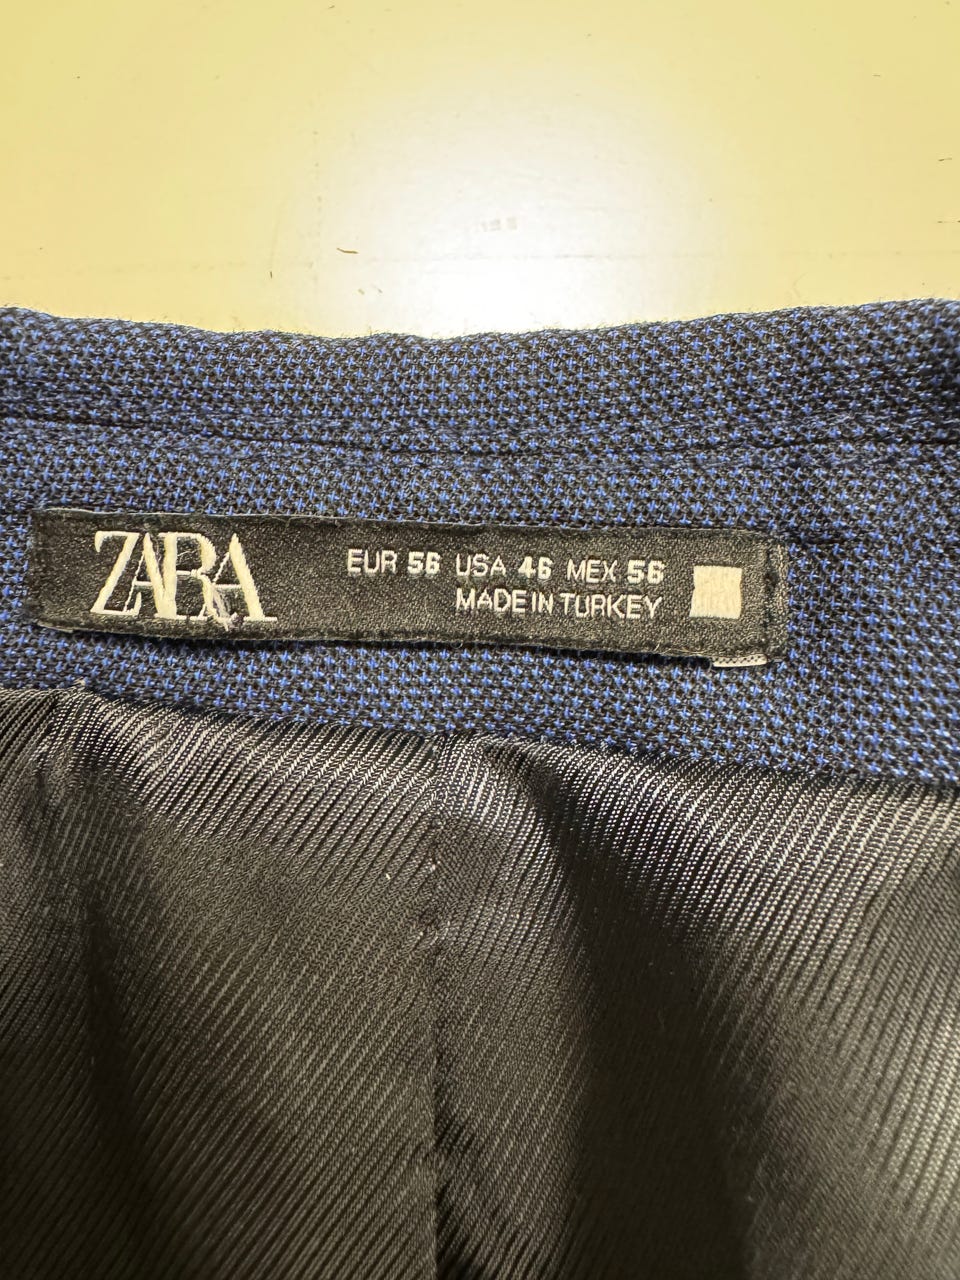 ZARA
EUR 56 USA 46 MEX 56
MADE IN TURKEY